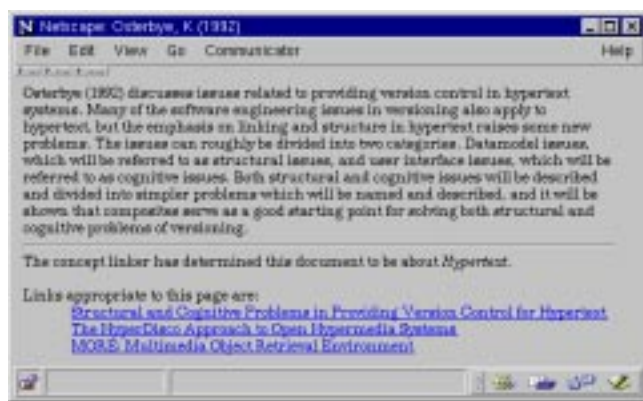 Netscape: Osterbye, K (1992)
File Edit View Go Communicator Help
Osterbye (1992) discusses issues related to providing version control in hypertext
systems. Many of the software engineering issues in versioning also apply to
hypertext, but the emphasis on linking and structure in hypertext raises some new
problems. The issues can roughly be divided into two categories. Datamodel issues,
which will be referred to as structural issues, and user interface issues, which will be
referred to as cognitive issues. Both structural and cognitive issues will be described
and divided into simpler problems which will be named and described, and it will be
shown that composites serve as a good starting point for solving both structural and
cognitive problems of versioning.
The concept linker has determined this document to be about Hypertext.
Links appropriate to this page are:
Structural and Cognitive Problems in Providing Version Control for Hypertext
The HyperDisco Approach to Open Hypermedia Systems
MORE: Multimedia Object Retrieval Environment